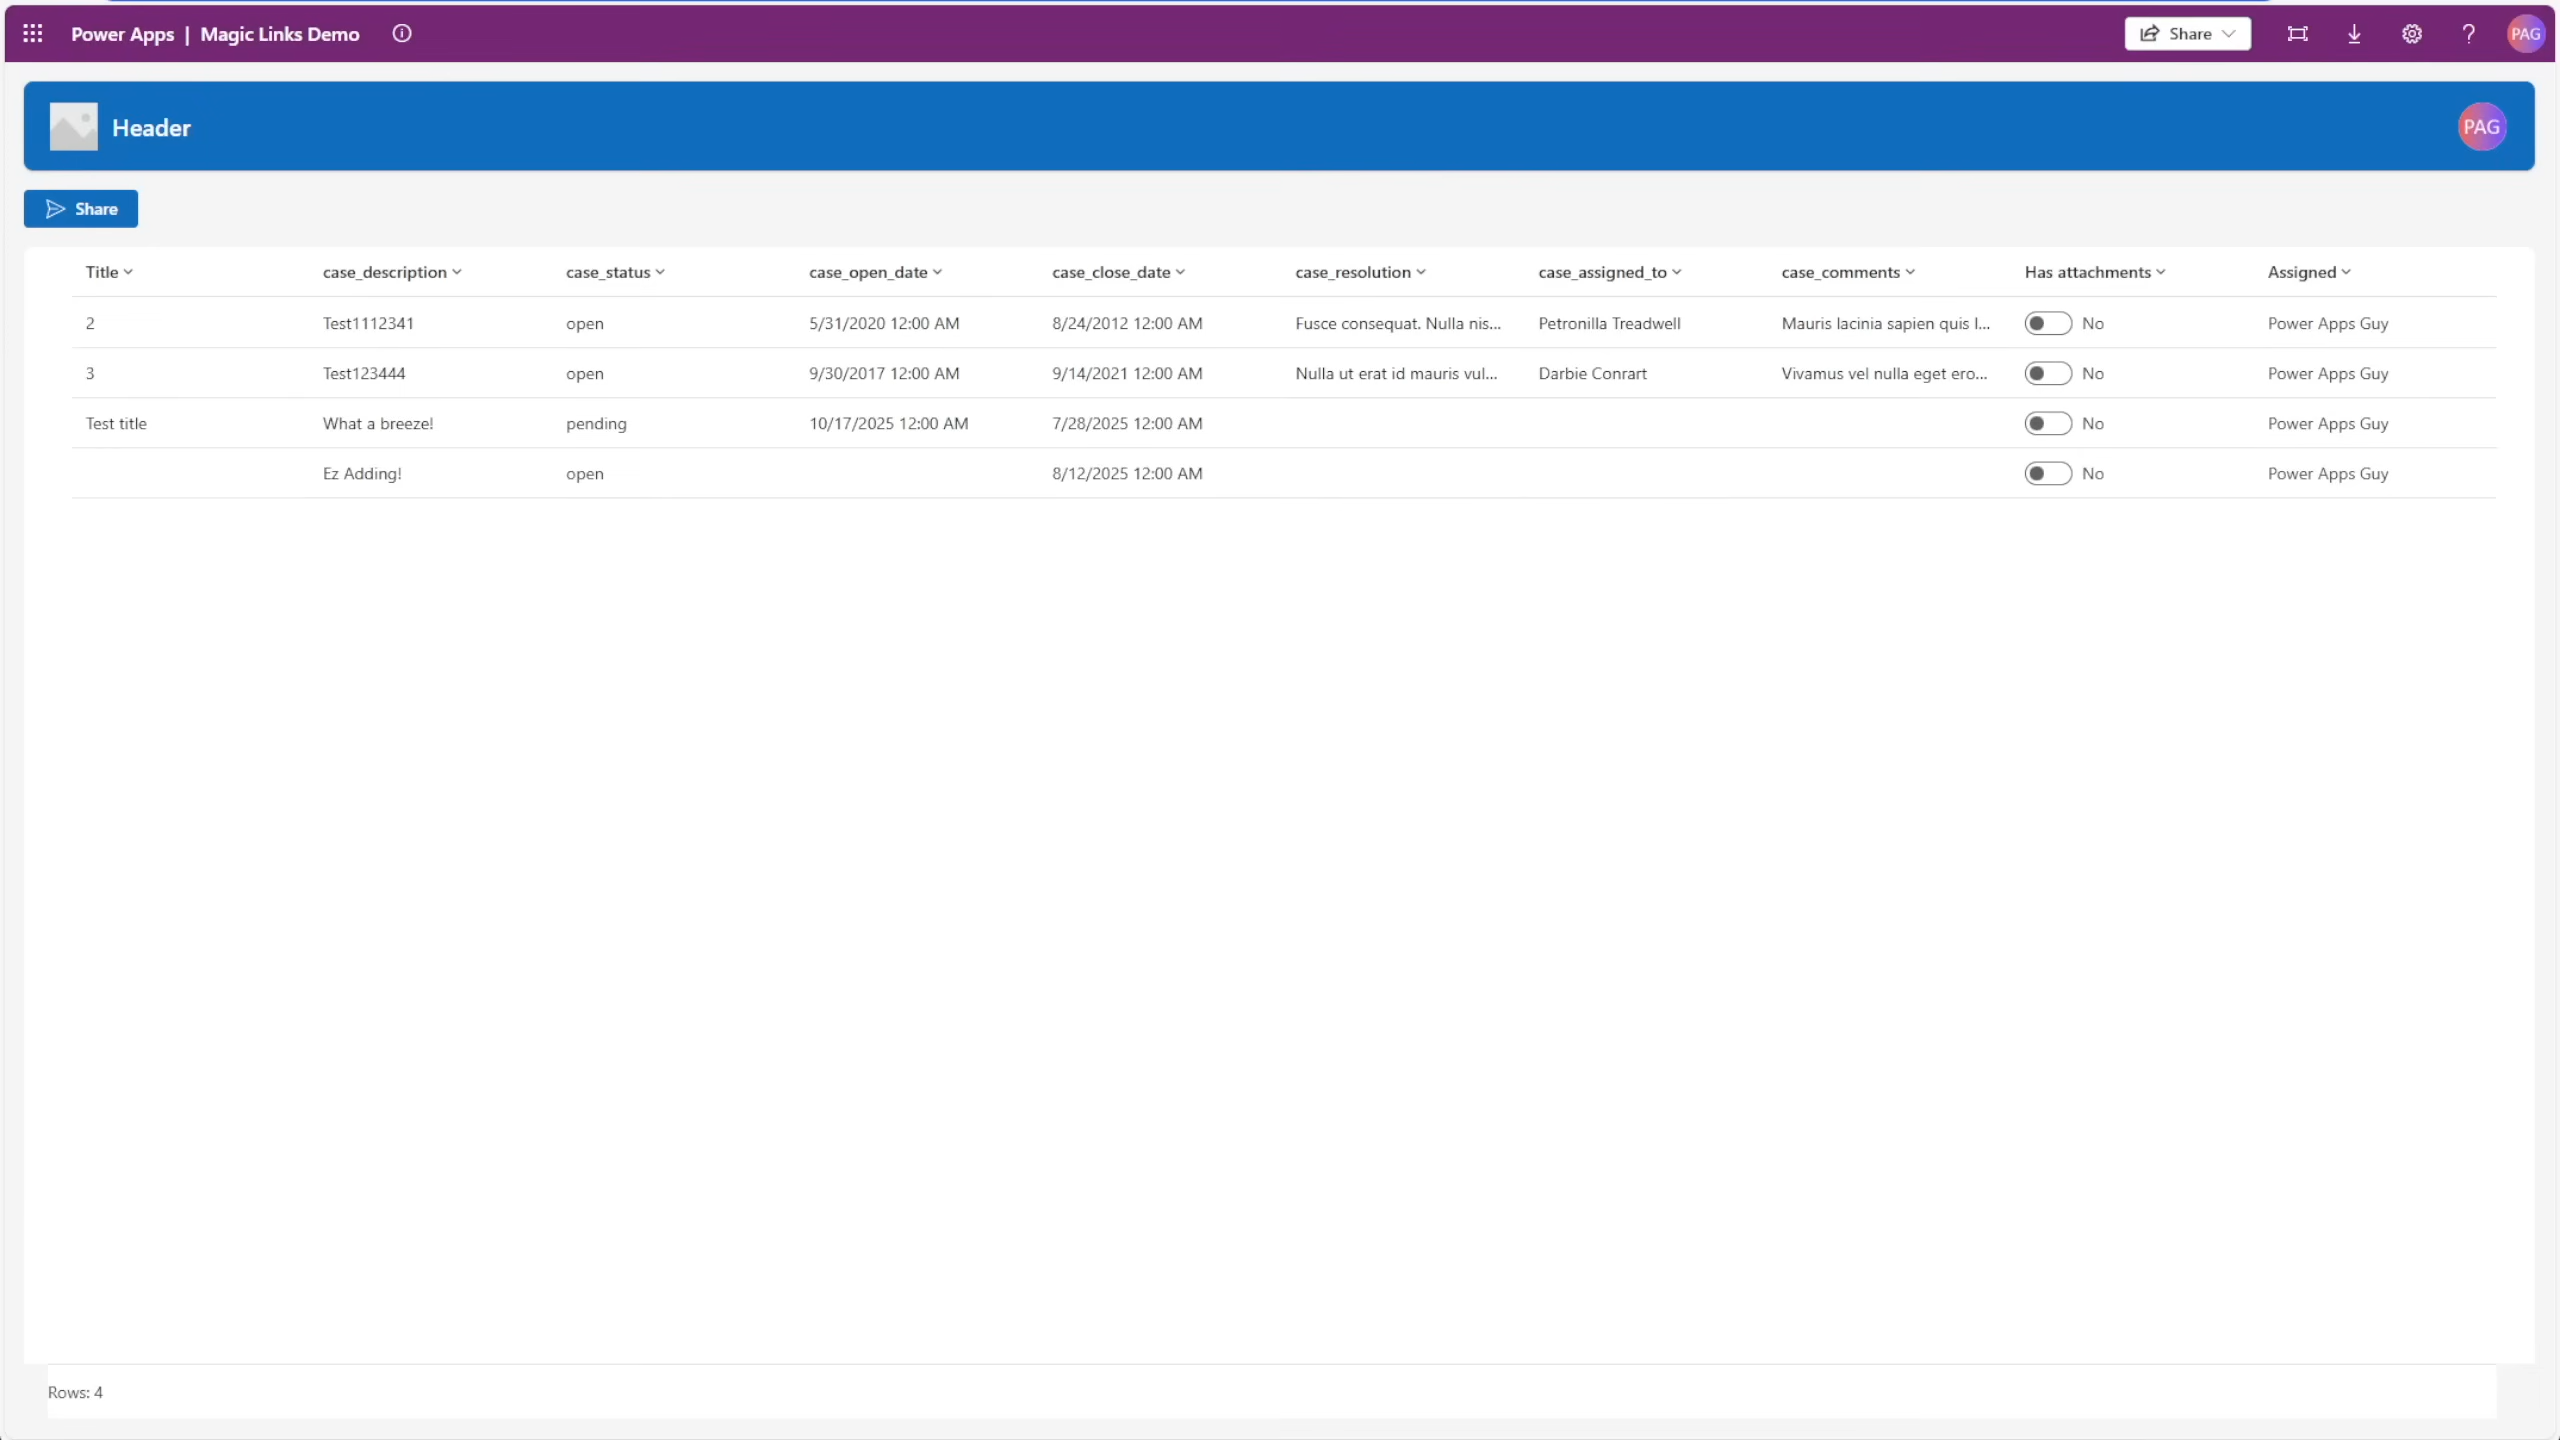 Power Apps | Magic Links Demo Share ? PAG
Header PAG
Share
Title case_description case_status case_open_date case_close_date case_resolution case_assigned_to case_comments Has attachments Assigned
2 Test1112341 open 5/31/2020 12:00 AM 8/24/2012 12:00 AM Fusce consequat. Nulla nis... Petronilla Treadwell Mauris lacinia sapien quis l... No Power Apps Guy
3 Test123444 open 9/30/2017 12:00 AM 9/14/2021 12:00 AM Nulla ut erat id mauris vul... Darbie Conrart Vivamus vel nulla eget ero... No Power Apps Guy
Test title What a breeze! pending 10/17/2025 12:00 AM 7/28/2025 12:00 AM No Power Apps Guy
Ez Adding! open 8/12/2025 12:00 AM No Power Apps Guy
Rows: 4